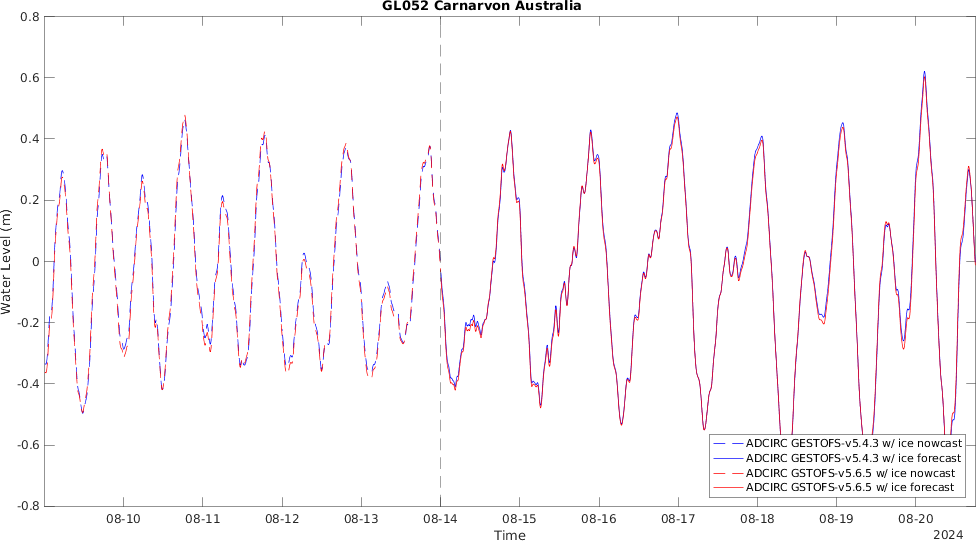 GL052 Carnarvon Australia
0.8
0.6
0.4
0.2
0
-0.2
-0.4
-0.6
-0.8
Water Level (m)
ADCIRC GESTOFS-v5.4.3 w/ ice nowcast
ADCIRC GESTOFS-v5.4.3 w/ ice forecast
ADCIRC GSTOFS-v5.6.5 w/ ice nowcast
ADCIRC GSTOFS-v5.6.5 w/ ice forecast
08-10 08-11 08-12 08-13 08-14 08-15 08-16 08-17 08-18 08-19 08-20
Time
2024